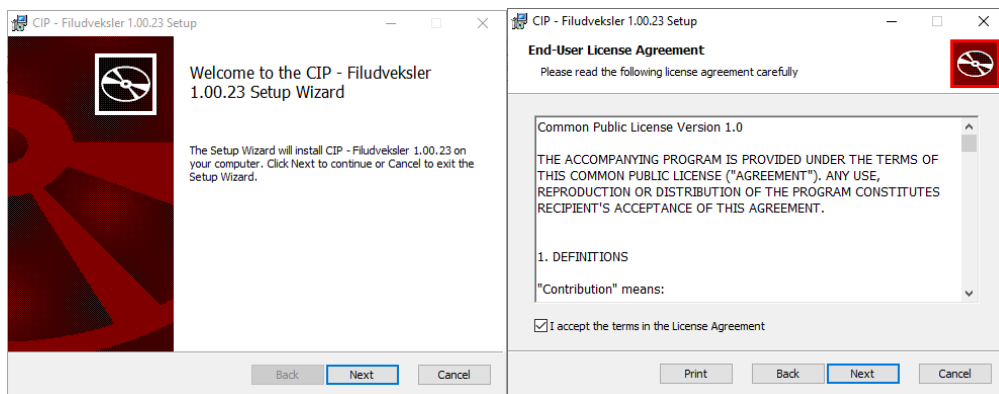 CIP - Filudveksler 1.00.23 Setup
Welcome to the CIP - Filudveksler
1.00.23 Setup Wizard
The Setup Wizard will install CIP - Filudveksler 1.00.23 on
your computer. Click Next to continue or Cancel to exit the
Setup Wizard.
Back
Next
Cancel
CIP - Filudveksler 1.00.23 Setup
End-User License Agreement
Please read the following license agreement carefully
Common Public License Version 1.0
THE ACCOMPANYING PROGRAM IS PROVIDED UNDER THE TERMS OF
THIS COMMON PUBLIC LICENSE ("AGREEMENT"). ANY USE,
REPRODUCTION OR DISTRIBUTION OF THE PROGRAM CONSTITUTES
RECIPIENT'S ACCEPTANCE OF THIS AGREEMENT.
1. DEFINITIONS
"Contribution" means:
I accept the terms in the License Agreement
Print
Back
Next
Cancel